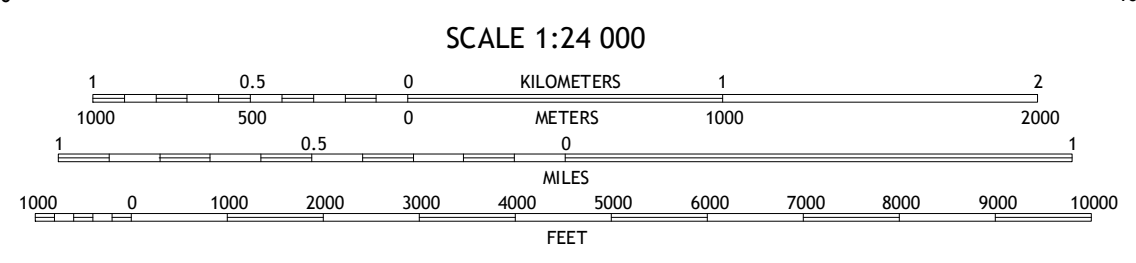 SCALE 1:24 000
1 0.5 0 KILOMETERS 1 2
1000 500 0 METERS 1000 2000
1 0.5 0 1
MILES
1000 0 1000 2000 3000 4000 5000 6000 7000 8000 9000 10000
FEET